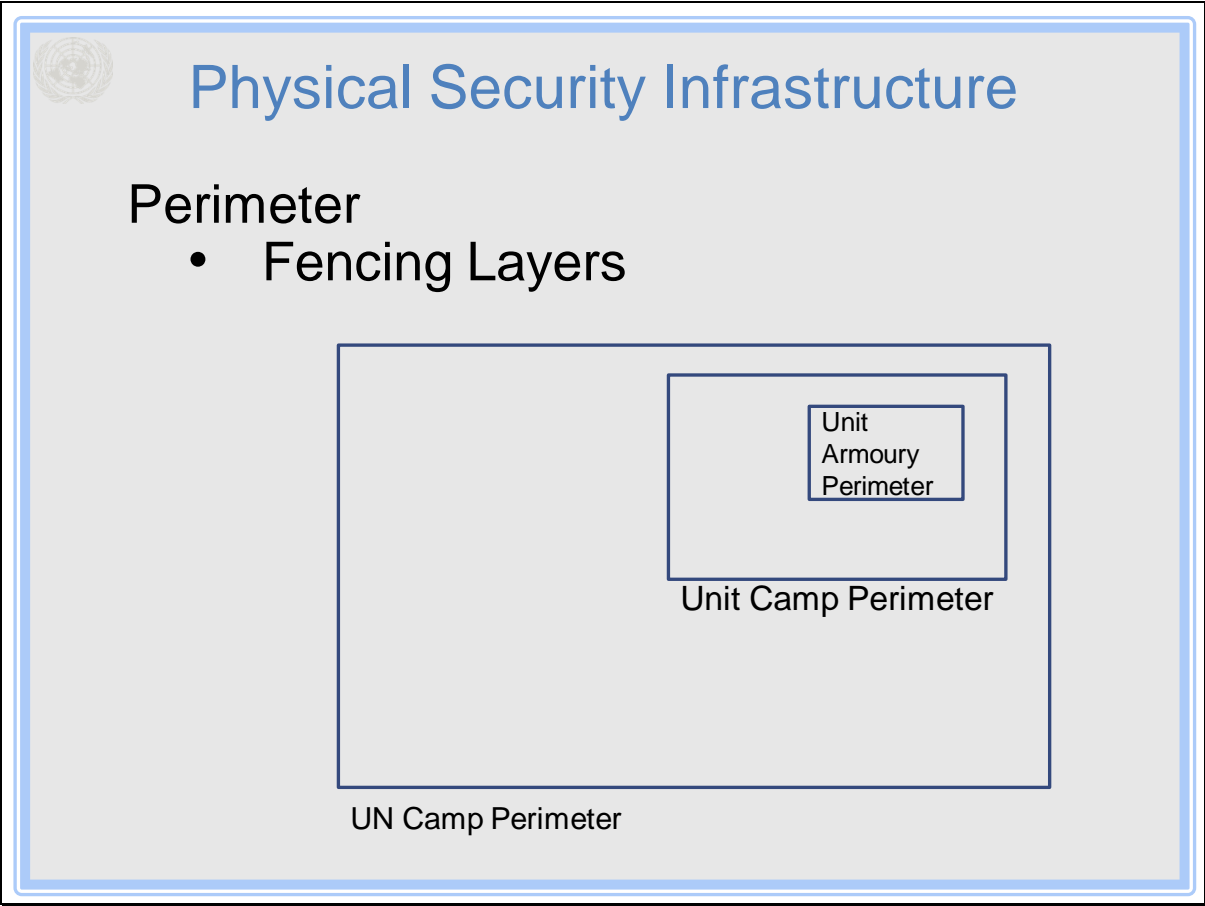 Physical Security Infrastructure
Perimeter
• Fencing Layers
Unit
Armoury
Perimeter
Unit Camp Perimeter
UN Camp Perimeter